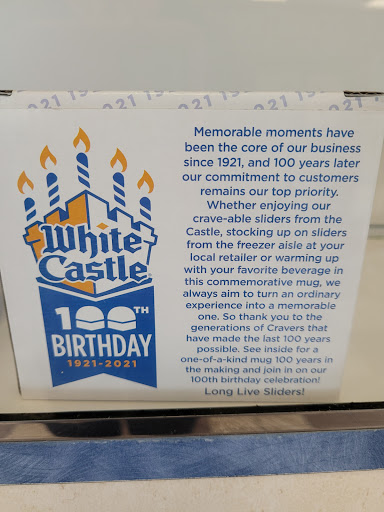 21 19 21 1921 1921
Memorable moments have
been the core of our business
since 1921, and 100 years later
our commitment to customers
remains our top priority.
Whether enjoying our
crave-able sliders from the
Castle, stocking up on sliders
from the freezer aisle at your
local retailer or warming up
with your favorite beverage in
this commemorative mug, we
always aim to turn an ordinary
experience into a memorable
one. So thank you to the
generations of Cravers that
have made the last 100 years
possible. See inside for a
one-of-a-kind mug 100 years in
the making and join in on our
100th birthday celebration!
Long Live Sliders!
White
Castle
100TH
BIRTHDAY
1921-2021